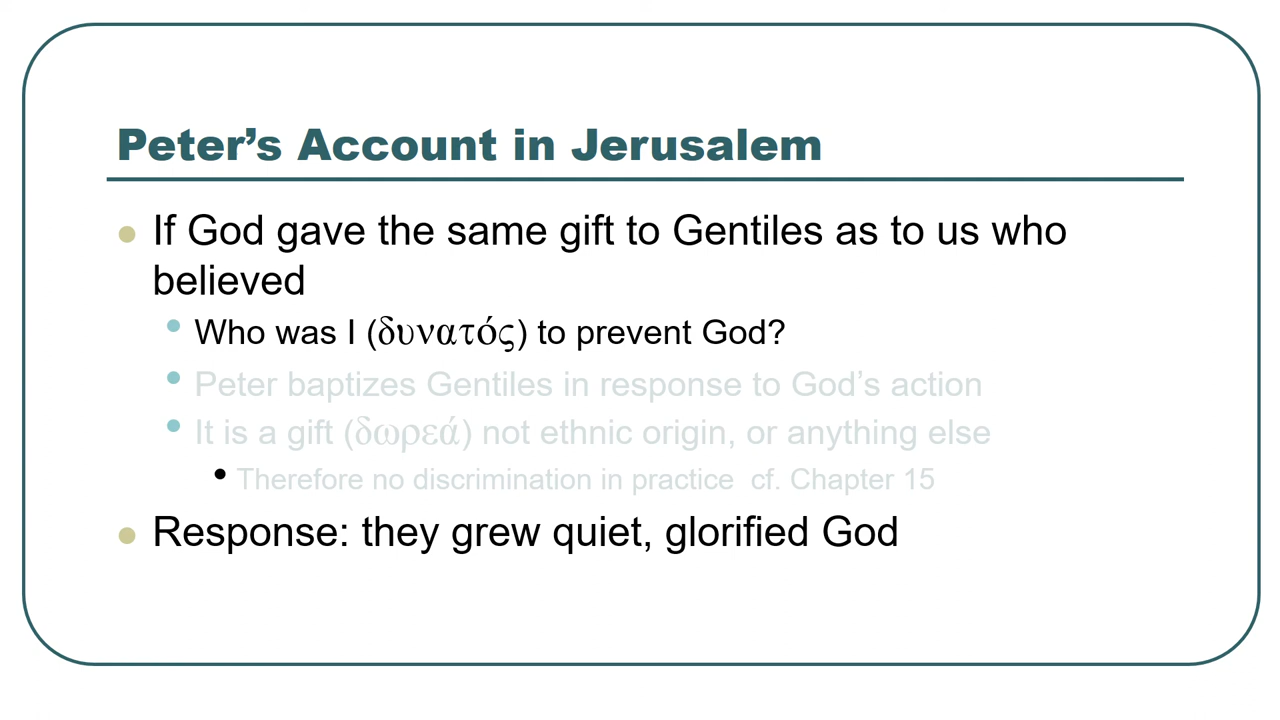 Peter’s Account in Jerusalem
If God gave the same gift to Gentiles as to us who
believed
Who was I (δυνατός) to prevent God?
Peter baptizes Gentiles in response to God’s action
It is a gift (δωρεά) not ethnic origin, or anything else
Therefore no discrimination in practice  cf. Chapter 15
Response: they grew quiet, glorified God